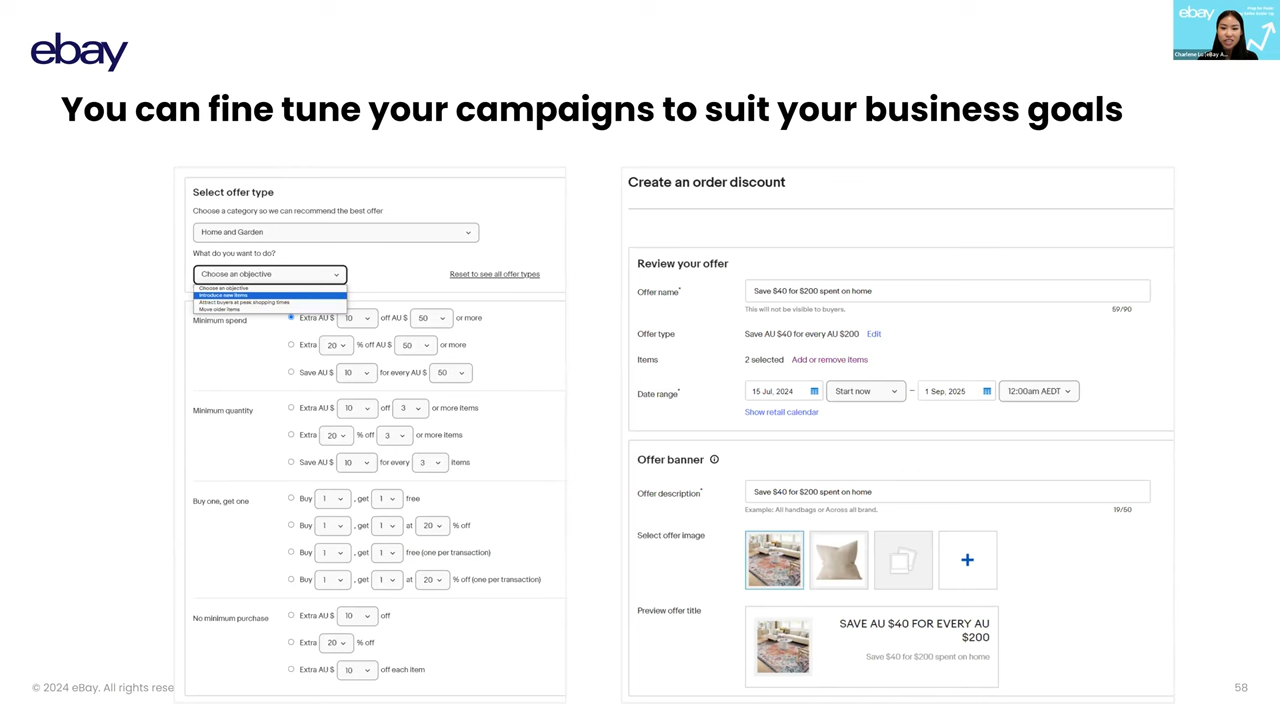 ebay
ebay
Charlene Lu
You can fine tune your campaigns to suit your business goals
Select offer type
Choose a category so we can recommend the best offer
Home and Garden
What do you want to do?
Choose an objective
Reset to see all offer types
Choose an objective
Introduce new items
Attract buyers at peak shopping times
Move older items
Minimum spend
Extra AU $ 10 off AU $ 50 or more
Extra 20 % off AU $ 50 or more
Save AU $ 10 for every AU $ 50
Minimum quantity
Extra AU $ 10 off 3 or more items
Extra 20 % off 3 or more items
Save AU $ 10 for every 3 items
Buy one, get one
Buy 1 , get 1 free
Buy 1 , get 1 at 20 % off
Buy 1 , get 1 free (one per transaction)
Buy 1 , get 1 at 20 % off (one per transaction)
No minimum purchase
Extra AU $ 10 off
Extra 20 % off
Extra AU $ 10 off each item
Create an order discount
Review your offer
Offer name*
Save $40 for $200 spent on home
This will not be visible to buyers.
59/90
Offer type
Save AU $40 for every AU $200 Edit
Items
2 selected Add or remove items
Date range*
15 Jul, 2024 Start now – 1 Sep, 2025 12:00am AEDT
Show retail calendar
Offer banner
Offer description*
Save $40 for $200 spent on home
Example: All handbags or Across all brand.
19/50
Select offer image
Preview offer title
SAVE AU $40 FOR EVERY AU
$200
Save $40 for $200 spent on home
© 2024 eBay. All rights rese
58